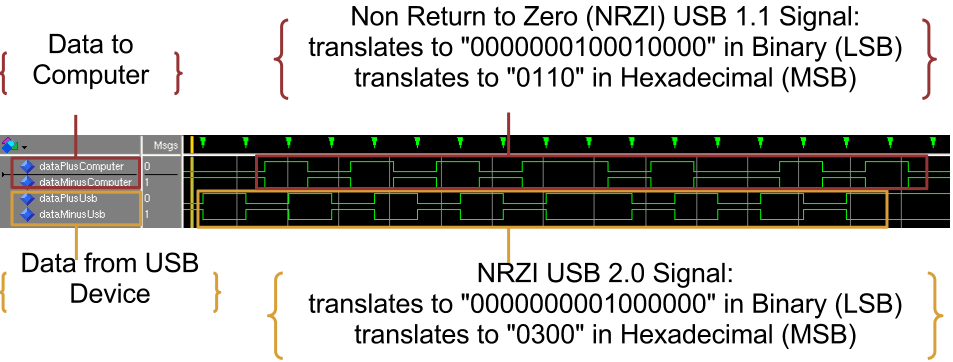 Non Return to Zero (NRZI) USB 1.1 Signal:
translates to "0000000100010000" in Binary (LSB)
translates to "0110" in Hexadecimal (MSB)
Data to
Computer
Msgs
dataPlusComputer 0
dataMinusComputer 1
dataPlusUsb 0
dataMinusUsb 1
Data from USB
Device
NRZI USB 2.0 Signal:
translates to "0000000001000000" in Binary (LSB)
translates to "0300" in Hexadecimal (MSB)